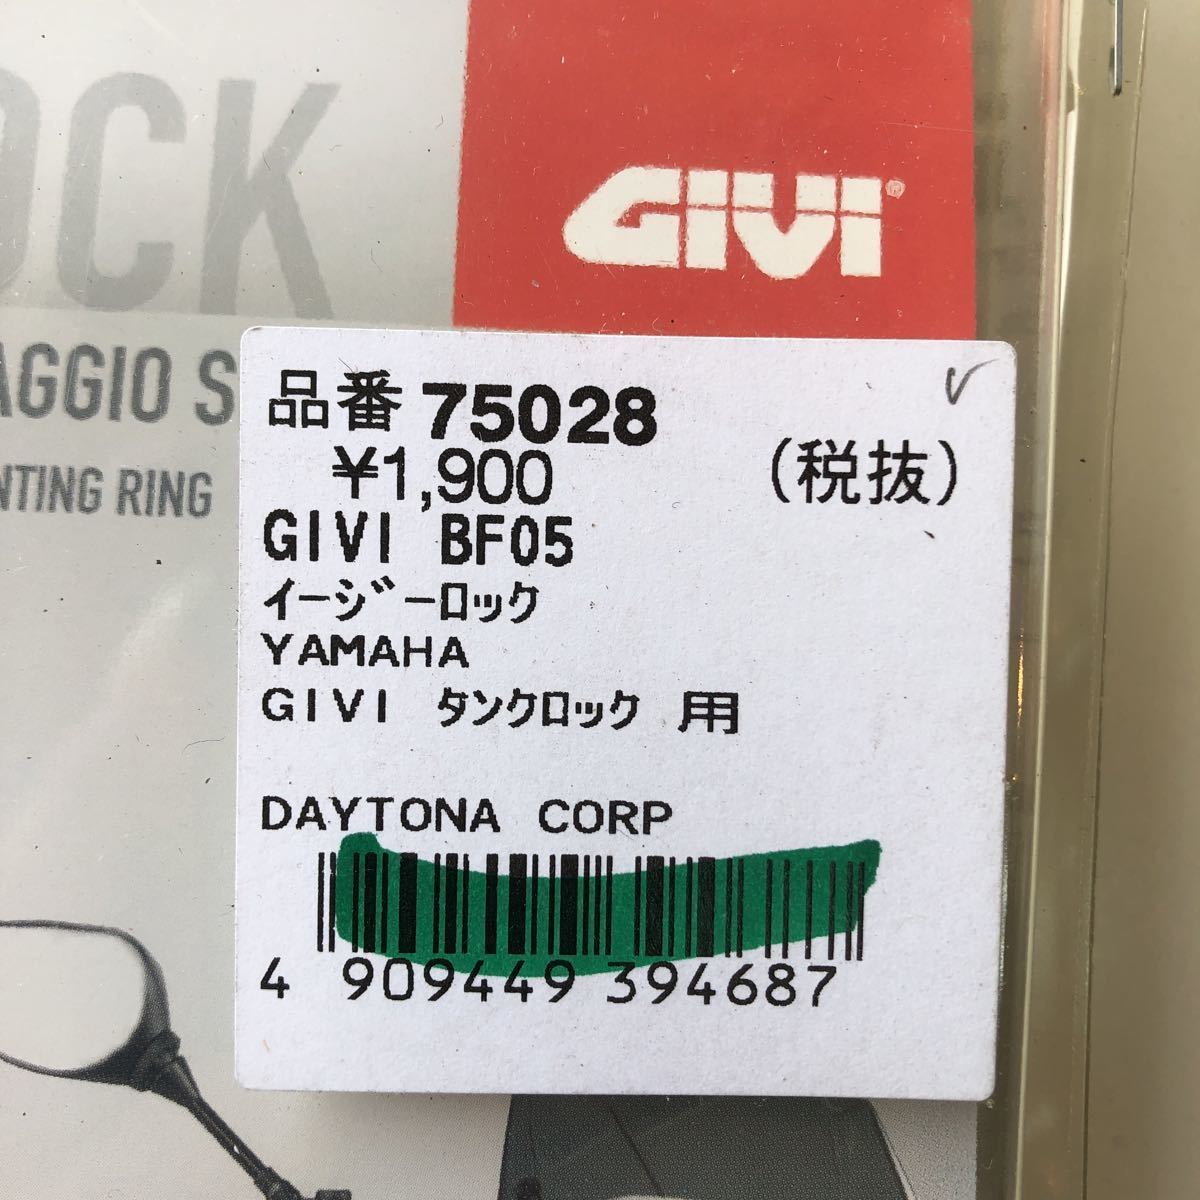 OCK
GIVI®
AGGIO S
NTING RING
品番 75028
¥1,900 (税抜)
GIVI BF05
ｲｰｼﾞｰﾛｯｸ
YAMAHA
GIVI ﾀﾝｸﾛｯｸ 用
DAYTONA CORP
4 909449 394687